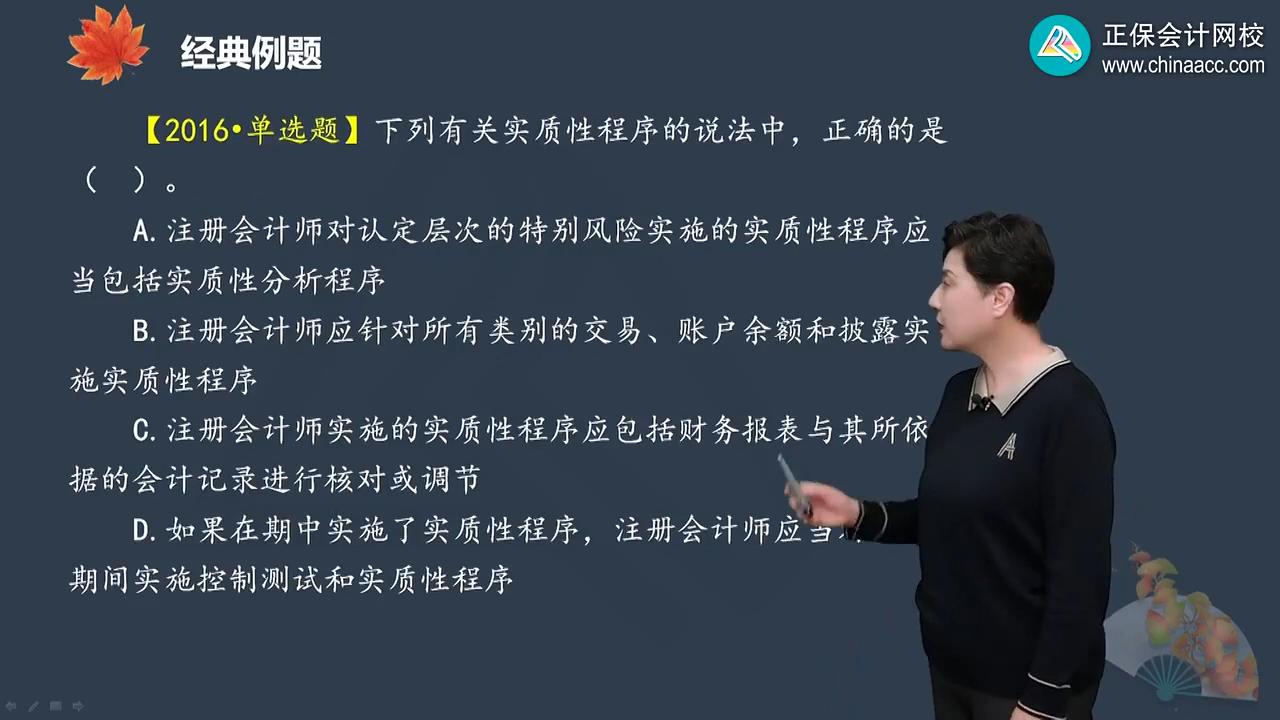 经典例题
正保会计网校
www.chinaacc.com
【2016•单选题】下列有关实质性程序的说法中，正确的是
（　）。
A.注册会计师对认定层次的特别风险实施的实质性程序应
当包括实质性分析程序
B.注册会计师应针对所有类别的交易、账户余额和披露实
施实质性程序
C.注册会计师实施的实质性程序应包括财务报表与其所依
据的会计记录进行核对或调节
D.如果在期中实施了实质性程序，注册会计师应当
期间实施控制测试和实质性程序